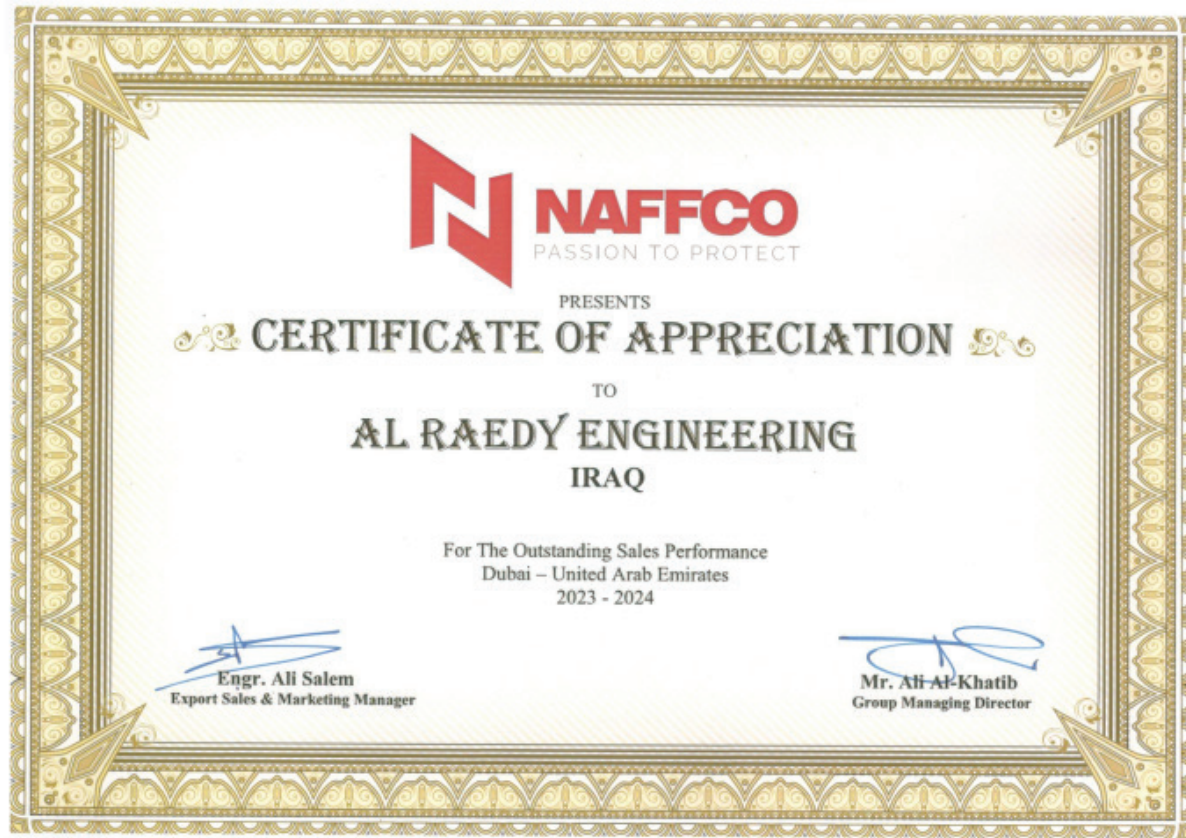 NAFFCO
PASSION TO PROTECT
PRESENTS
CERTIFICATE OF APPRECIATION
TO
AL RAEDY ENGINEERING
IRAQ
For The Outstanding Sales Performance
Dubai – United Arab Emirates
2023 - 2024
Engr. Ali Salem
Export Sales & Marketing Manager
Mr. Ali Al-Khatib
Group Managing Director